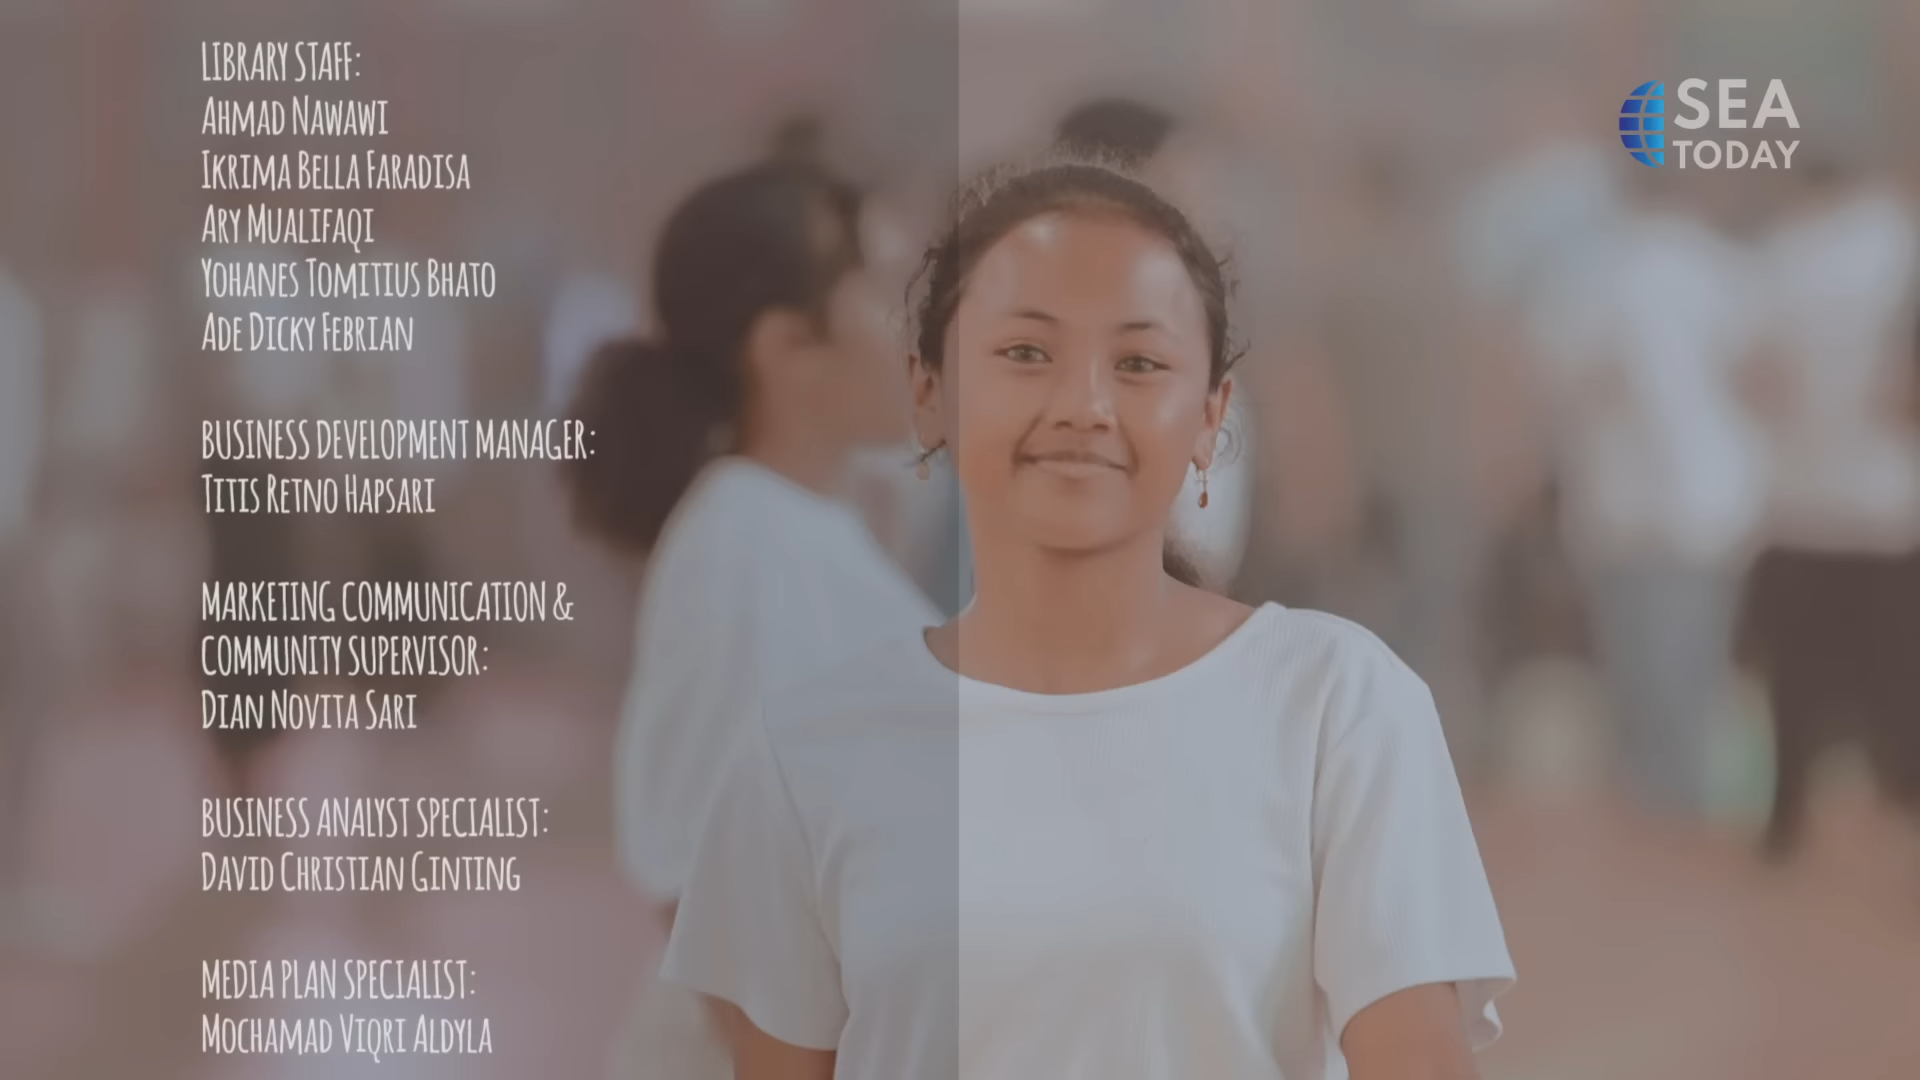 LIBRARY STAFF:
AHMAD NAWAWI
IKRIMA BELLA FARADISA
ARY MUALIFAQI
YOHANES TOMITIUS BHATO
ADE DICKY FEBRIAN
BUSINESS DEVELOPMENT MANAGER:
TITIS RETNO HAPSARI
MARKETING COMMUNICATION &
COMMUNITY SUPERVISOR:
DIAN NOVITA SARI
BUSINESS ANALYST SPECIALIST:
DAVID CHRISTIAN GINTING
MEDIA PLAN SPECIALIST:
MOCHAMAD VIQRI ALDYLA
SEA
TODAY